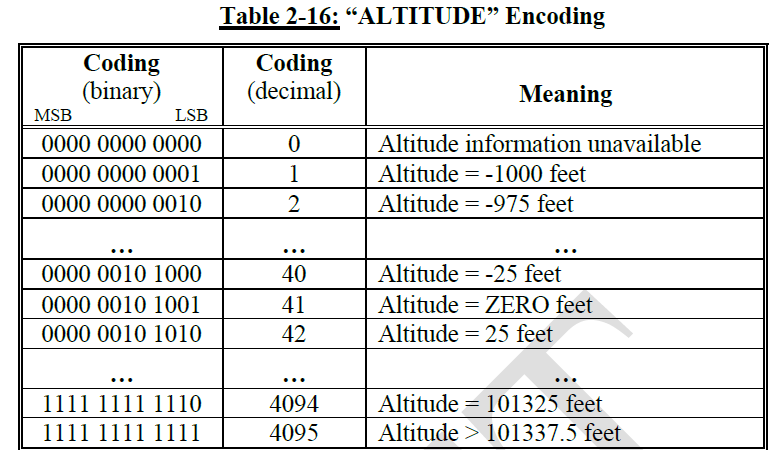 Table 2-16: “ALTITUDE” Encoding
Coding (binary) MSB LSB Coding (decimal) Meaning
0000 0000 0000 0 Altitude information unavailable
0000 0000 0001 1 Altitude = -1000 feet
0000 0000 0010 2 Altitude = -975 feet
… … …
0000 0010 1000 40 Altitude = -25 feet
0000 0010 1001 41 Altitude = ZERO feet
0000 0010 1010 42 Altitude = 25 feet
… … …
1111 1111 1110 4094 Altitude = 101325 feet
1111 1111 1111 4095 Altitude > 101337.5 feet